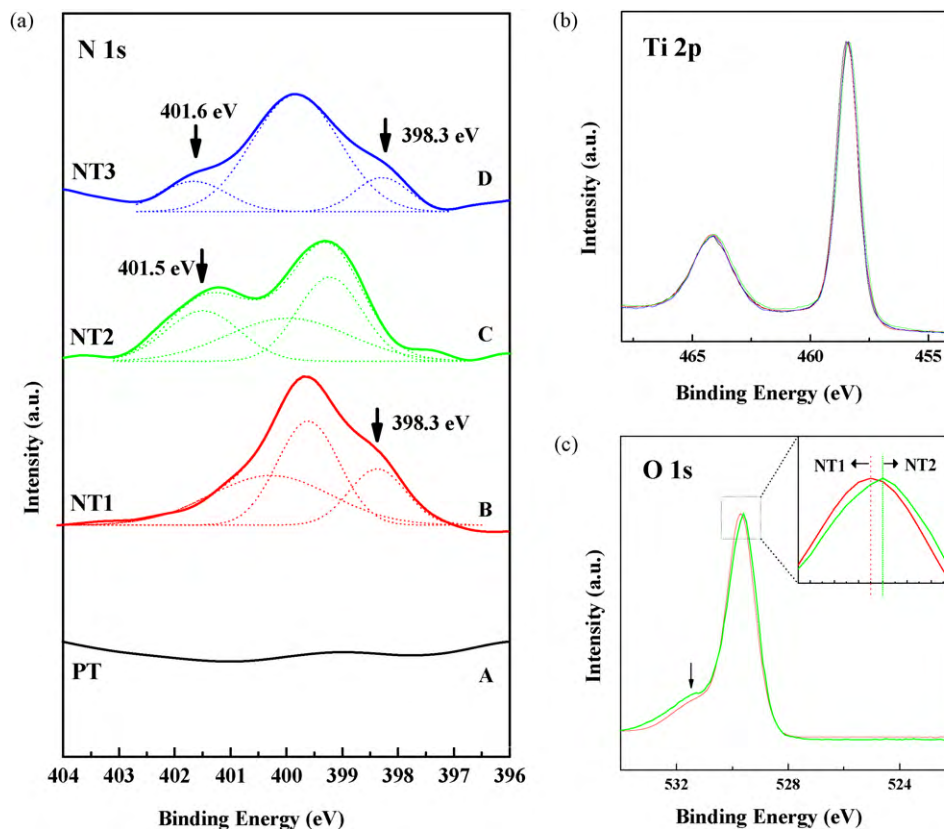 (a)
N 1s
401.6 eV
398.3 eV
NT3
D
401.5 eV
NT2
C
398.3 eV
NT1
B
PT
A
Intensity (a.u.)
404 403 402 401 400 399 398 397 396
Binding Energy (eV)
(b)
Ti 2p
Intensity (a.u.)
465 460 455
Binding Energy (eV)
(c)
O 1s
NT1 NT2
Intensity (a.u.)
532 528 524
Binding Energy (eV)